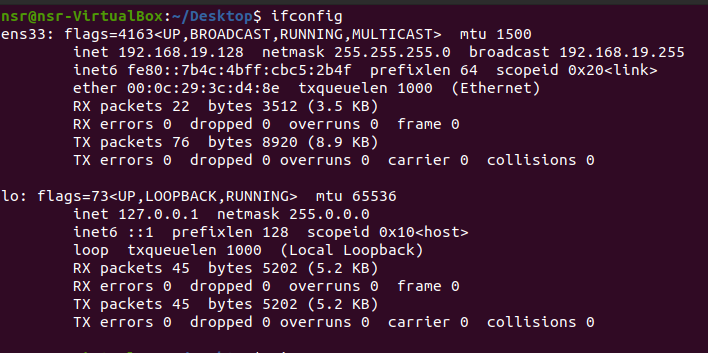 nsr@nsr-VirtualBox:~/Desktop$ ifconfig
ens33: flags=4163<UP,BROADCAST,RUNNING,MULTICAST>  mtu 1500
        inet 192.168.19.128  netmask 255.255.255.0  broadcast 192.168.19.255
        inet6 fe80::7b4c:4bff:cbc5:2b4f  prefixlen 64  scopeid 0x20<link>
        ether 00:0c:29:3c:d4:8e  txqueuelen 1000  (Ethernet)
        RX packets 22  bytes 3512 (3.5 KB)
        RX errors 0  dropped 0  overruns 0  frame 0
        TX packets 76  bytes 8920 (8.9 KB)
        TX errors 0  dropped 0 overruns 0  carrier 0  collisions 0

lo: flags=73<UP,LOOPBACK,RUNNING>  mtu 65536
        inet 127.0.0.1  netmask 255.0.0.0
        inet6 ::1  prefixlen 128  scopeid 0x10<host>
        loop  txqueuelen 1000  (Local Loopback)
        RX packets 45  bytes 5202 (5.2 KB)
        RX errors 0  dropped 0  overruns 0  frame 0
        TX packets 45  bytes 5202 (5.2 KB)
        TX errors 0  dropped 0 overruns 0  carrier 0  collisions 0